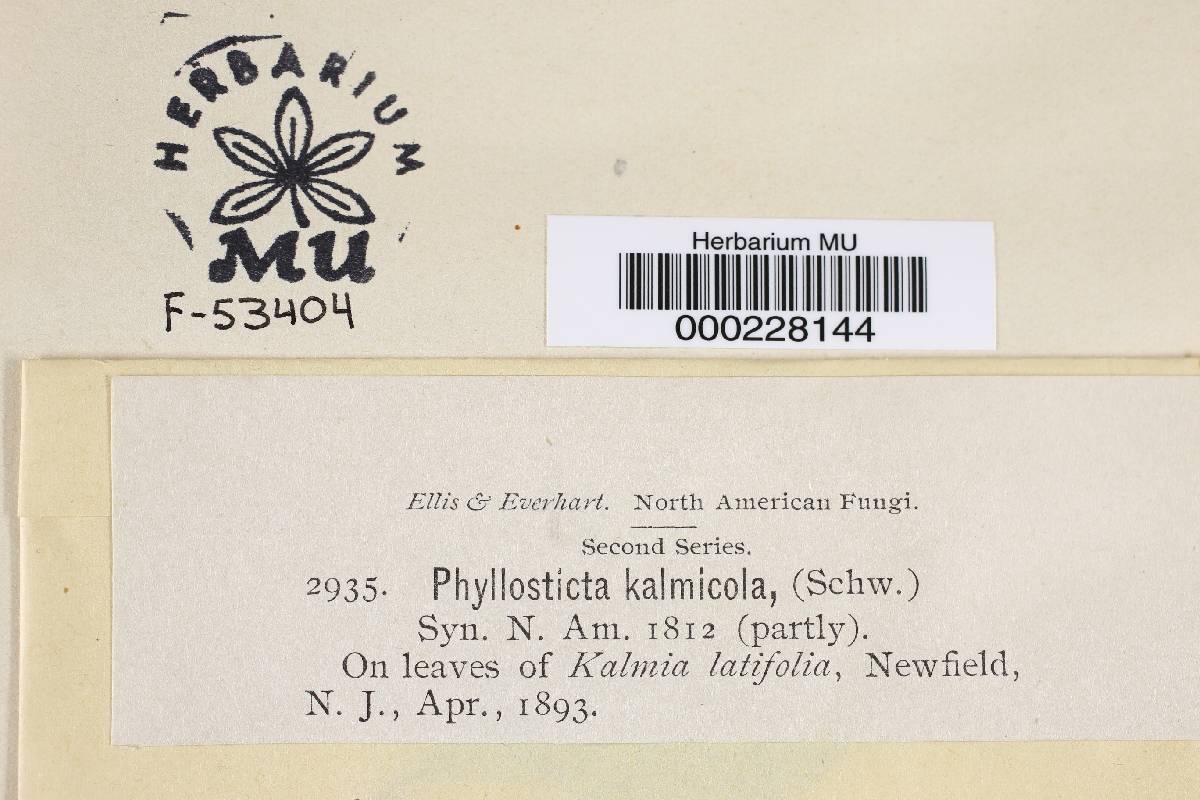 HERBARIUM
MU
F-53404
Herbarium MU
000228144
Ellis & Everhart. North American Fungi.
Second Series.
2935. Phyllosticta kalmicola, (Schw.)
Syn. N. Am. 1812 (partly).
On leaves of Kalmia latifolia, Newfield,
N. J., Apr., 1893.